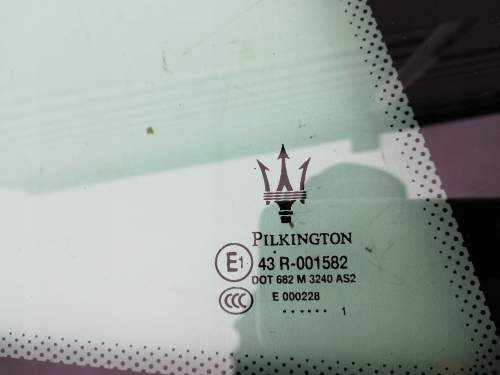 PILKINGTON
E1 43 R-001582
DOT 682 M 3240 AS2
CCC E 000228
...... 1